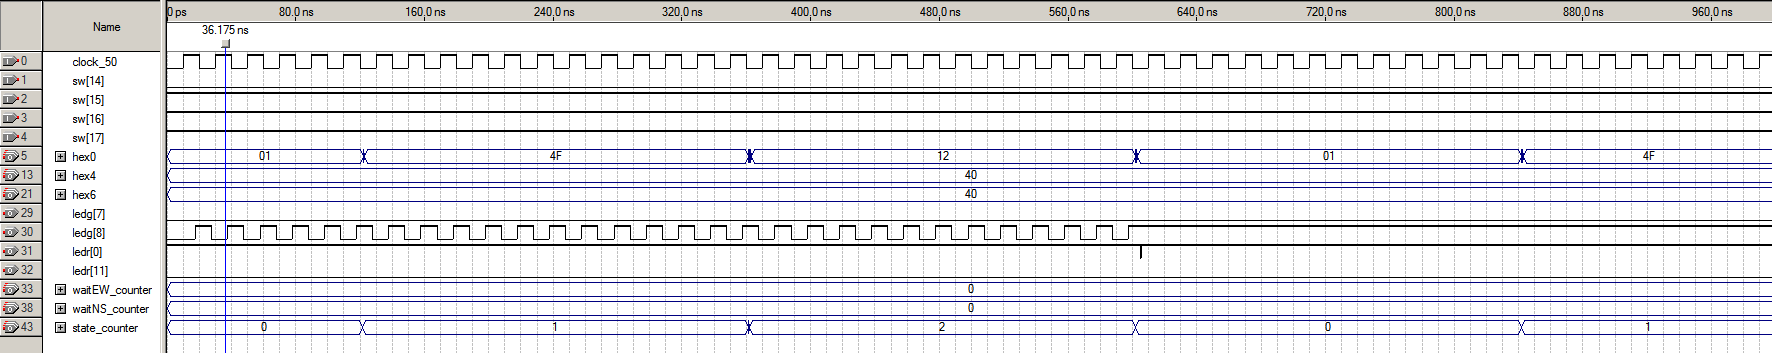 0 ps 80.0 ns 160.0 ns 240.0 ns 320.0 ns 400.0 ns 480.0 ns 560.0 ns 640.0 ns 720.0 ns 800.0 ns 880.0 ns 960.0 ns
Name
36.175 ns
0 clock_50
1 sw[14]
2 sw[15]
3 sw[16]
4 sw[17]
5 hex0 01 4F 12 01 4F
13 hex4 40
21 hex6 40
29 ledg[7]
30 ledg[8]
31 ledr[0]
32 ledr[11]
33 waitEW_counter 0
38 waitNS_counter 0
43 state_counter 0 1 2 0 1